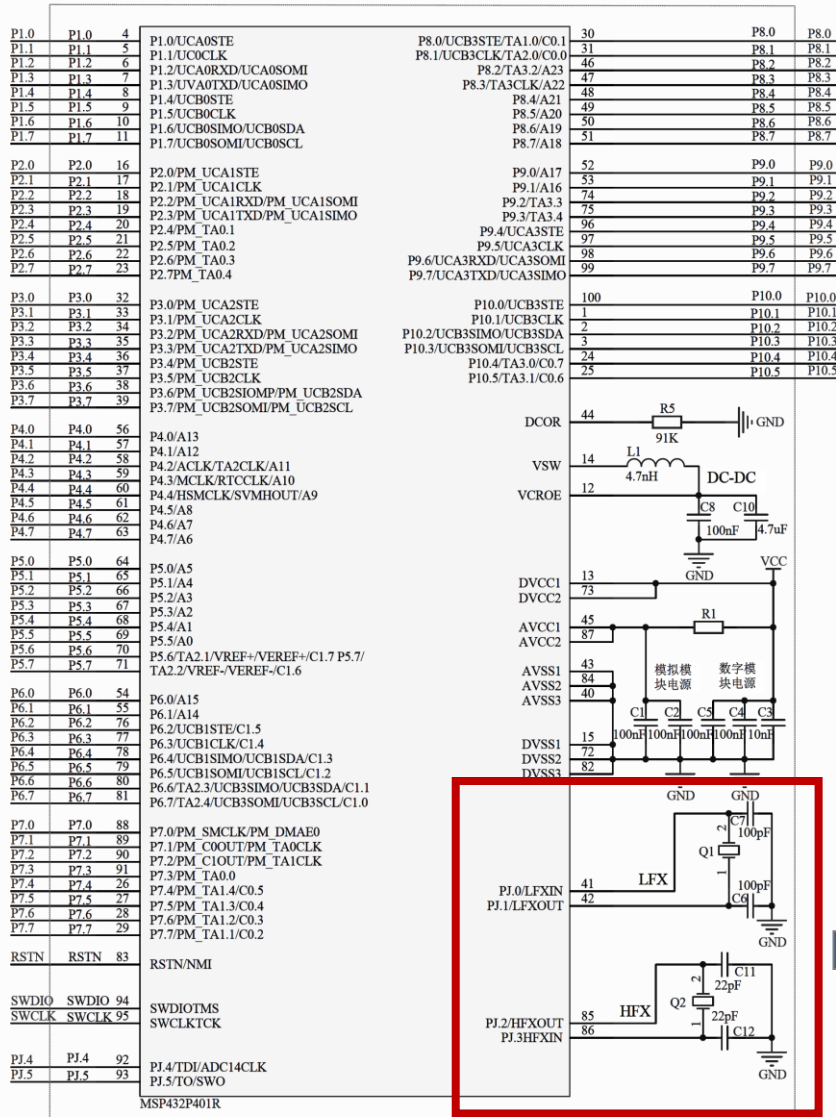 P1.0 P1.0 4 P1.0/UCA0STE P8.0/UCB3STE/TA1.0/C0.1 30 P8.0 P8.0
P1.1 P1.1 5 P1.1/UC0CLK P8.1/UCB3CLK/TA2.0/C0.0 31 P8.1 P8.1
P1.2 P1.2 6 P1.2/UCA0RXD/UCA0SOMI P8.2/TA3.2/A23 46 P8.2 P8.2
P1.3 P1.3 7 P1.3/UVA0TXD/UCA0SIMO P8.3/TA3CLK/A22 47 P8.3 P8.3
P1.4 P1.4 8 P1.4/UCB0STE P8.4/A21 48 P8.4 P8.4
P1.5 P1.5 9 P1.5/UCB0CLK P8.5/A20 49 P8.5 P8.5
P1.6 P1.6 10 P1.6/UCB0SIMO/UCB0SDA P8.6/A19 50 P8.6 P8.6
P1.7 P1.7 11 P1.7/UCB0SOMI/UCB0SCL P8.7/A18 51 P8.7 P8.7
P2.0 P2.0 16 P2.0/PM_UCA1STE P9.0/A17 52 P9.0 P9.0
P2.1 P2.1 17 P2.1/PM_UCA1CLK P9.1/A16 53 P9.1 P9.1
P2.2 P2.2 18 P2.2/PM_UCA1RXD/PM_UCA1SOMI P9.2/TA3.3 74 P9.2 P9.2
P2.3 P2.3 19 P2.3/PM_UCA1TXD/PM_UCA1SIMO P9.3/TA3.4 75 P9.3 P9.3
P2.4 P2.4 20 P2.4/PM_TA0.1 P9.4/UCA3STE 96 P9.4 P9.4
P2.5 P2.5 21 P2.5/PM_TA0.2 P9.5/UCA3CLK 97 P9.5 P9.5
P2.6 P2.6 22 P2.6/PM_TA0.3 P9.6/UCA3RXD/UCA3SOMI 98 P9.6 P9.6
P2.7 P2.7 23 P2.7PM_TA0.4 P9.7/UCA3TXD/UCA3SIMO 99 P9.7 P9.7
P3.0 P3.0 32 P3.0/PM_UCA2STE P10.0/UCB3STE 100 P10.0 P10.0
P3.1 P3.1 33 P3.1/PM_UCA2CLK P10.1/UCB3CLK 1 P10.1 P10.1
P3.2 P3.2 34 P3.2/PM_UCA2RXD/PM_UCA2SOMI P10.2/UCB3SIMO/UCB3SDA 2 P10.2 P10.2
P3.3 P3.3 35 P3.3/PM_UCA2TXD/PM_UCA2SIMO P10.3/UCB3SOMI/UCB3SCL 3 P10.3 P10.3
P3.4 P3.4 36 P3.4/PM_UCB2STE P10.4/TA3.0/C0.7 24 P10.4 P10.4
P3.5 P3.5 37 P3.5/PM_UCB2CLK P10.5/TA3.1/C0.6 25 P10.5 P10.5
P3.6 P3.6 38 P3.6/PM_UCB2SIOMP/PM_UCB2SDA
P3.7 P3.7 39 P3.7/PM_UCB2SOMI/PM_UCB2SCL
DCOR 44 R5 GND
91K
P4.0 P4.0 56 P4.0/A13
P4.1 P4.1 57 P4.1/A12
P4.2 P4.2 58 P4.2/ACLK/TA2CLK/A11 VSW 14 L1 DC-DC
P4.3 P4.3 59 P4.3/MCLK/RTCCLK/A10 4.7nH
P4.4 P4.4 60 P4.4/HSMCLK/SVMHOUT/A9 VCROE 12
P4.5 P4.5 61 P4.5/A8 C8 C10
P4.6 P4.6 62 P4.6/A7 100nF 4.7uF
P4.7 P4.7 63 P4.7/A6
P5.0 P5.0 64 P5.0/A5 GND VCC
P5.1 P5.1 65 P5.1/A4 DVCC1 13
P5.2 P5.2 66 P5.2/A3 DVCC2 73
P5.3 P5.3 67 P5.3/A2
P5.4 P5.4 68 P5.4/A1 AVCC1 45 R1
P5.5 P5.5 69 P5.5/A0 AVCC2 87
P5.6 P5.6 70 P5.6/TA2.1/VREF+/VEREF+/C1.7 P5.7/
P5.7 P5.7 71 TA2.2/VREF-/VEREF-/C1.6 AVSS1 43 模拟模 数字模
AVSS2 84 块电源 块电源
P6.0 P6.0 54 P6.0/A15 AVSS3 40
P6.1 P6.1 55 P6.1/A14 C1 C2 C5 C4 C3
P6.2 P6.2 76 P6.2UCB1STE/C1.5 100nF 100nF 100nF 100nF 10nF
P6.3 P6.3 77 P6.3/UCB1CLK/C1.4 DVSS1 15
P6.4 P6.4 78 P6.4/UCB1SIMO/UCB1SDA/C1.3 DVSS2 72
P6.5 P6.5 79 P6.5/UCB1SOMI/UCB1SCL/C1.2 DVSS3 82
P6.6 P6.6 80 P6.6/TA2.3/UCB3SIMO/UCB3SDA/C1.1 GND GND
P6.7 P6.7 81 P6.7/TA2.4/UCB3SOMI/UCB3SCL/C1.0
P7.0 P7.0 88 P7.0/PM_SMCLK/PM_DMAE0 2 C7
P7.1 P7.1 89 P7.1/PM_C0OUT/PM_TA0CLK 100pF
P7.2 P7.2 90 P7.2/PM_C1OUT/PM_TA1CLK Q1
P7.3 P7.3 91 P7.3/PM_TA0.0 1
P7.4 P7.4 26 P7.4/PM_TA1.4/C0.5 PJ.0/LFXIN 41 LFX 100pF
P7.5 P7.5 27 P7.5/PM_TA1.3/C0.4 PJ.1/LFXOUT 42 C6
P7.6 P7.6 28 P7.6/PM_TA1.2/C0.3
P7.7 P7.7 29 P7.7/PM_TA1.1/C0.2 GND
RSTN RSTN 83 RSTN/NMI C11
2 22pF
SWDIO SWDIO 94 SWDIOTMS HFX Q2
SWCLK SWCLK 95 SWCLKTCK PJ.2/HFXOUT 85 1 22pF
PJ.3HFXIN 86 C12
PJ.4 PJ.4 92 PJ.4/TDI/ADC14CLK
PJ.5 PJ.5 93 PJ.5/TO/SWO GND
MSP432P401R